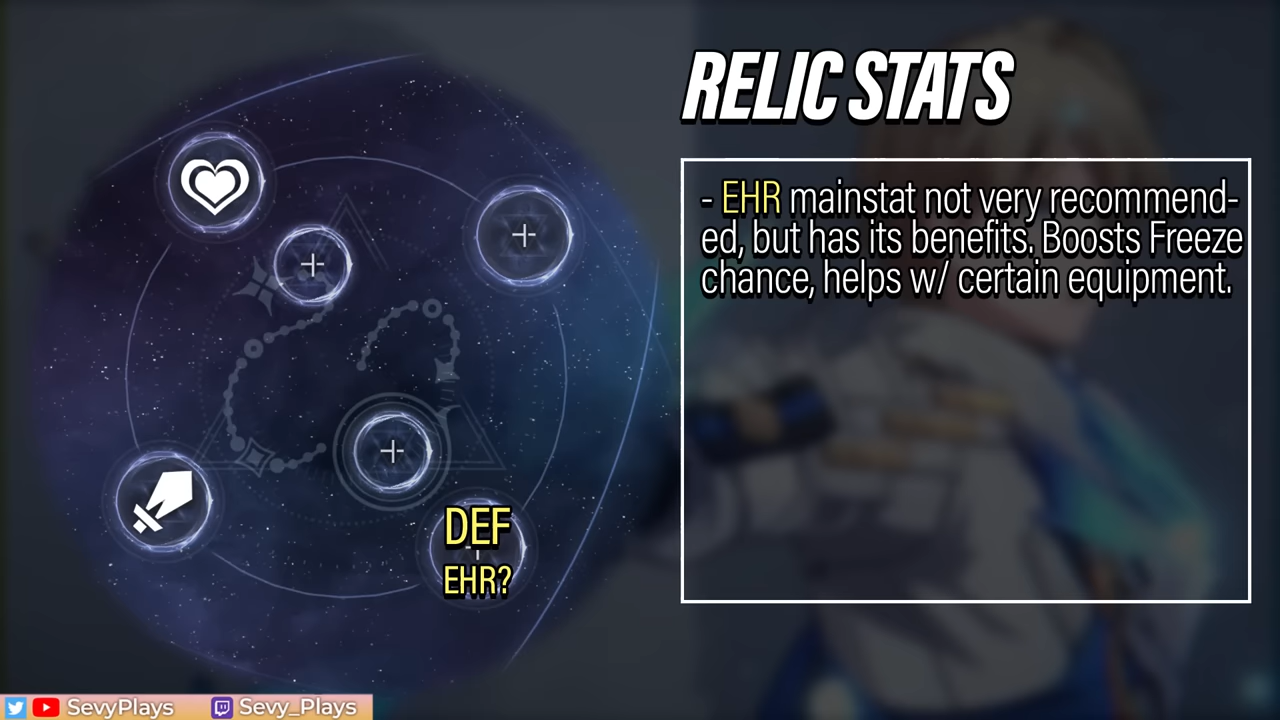 RELIC STATS
- EHR mainstat not very recommend-
ed, but has its benefits. Boosts Freeze
chance, helps w/ certain equipment.
DEF
EHR?
SevyPlays Sevy_Plays